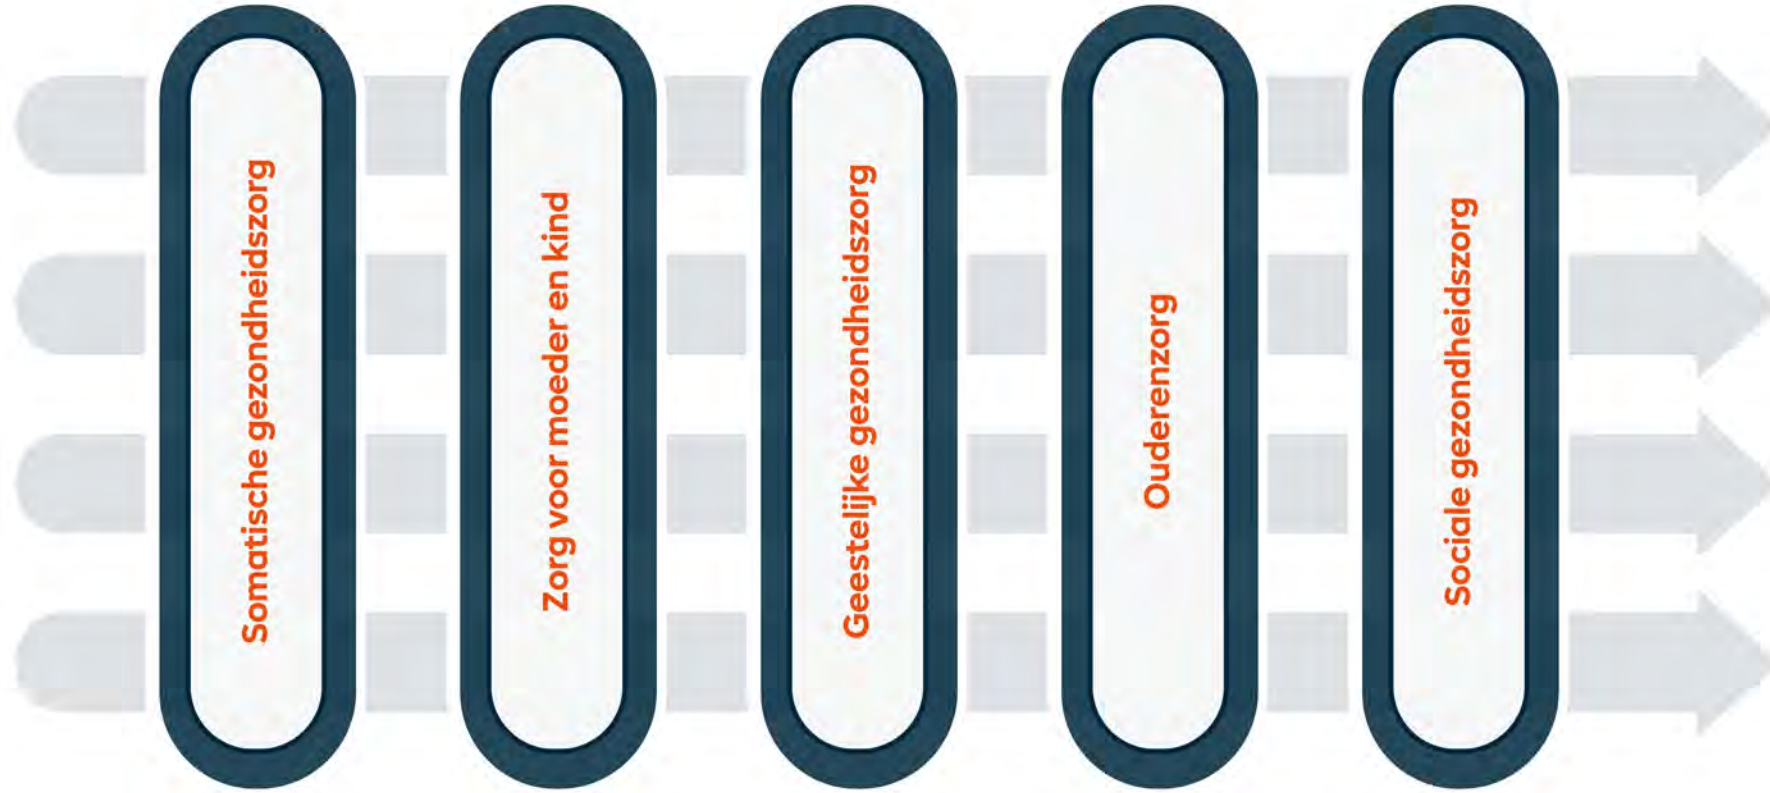 Somatische gezondheidszorg
Zorg voor moeder en kind
Geestelijke gezondheidszorg
Ouderenzorg
Sociale gezondheidszorg